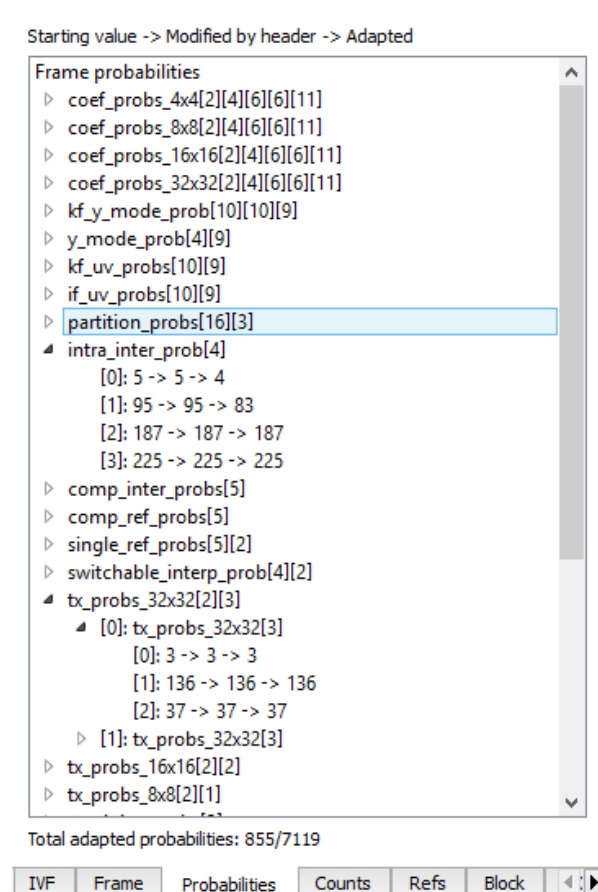 Starting value -> Modified by header -> Adapted
Frame probabilities
coef_probs_4x4[2][4][6][6][11]
coef_probs_8x8[2][4][6][6][11]
coef_probs_16x16[2][4][6][6][11]
coef_probs_32x32[2][4][6][6][11]
kf_y_mode_prob[10][10][9]
y_mode_prob[4][9]
kf_uv_probs[10][9]
if_uv_probs[10][9]
partition_probs[16][3]
intra_inter_prob[4]
[0]: 5 -> 5 -> 4
[1]: 95 -> 95 -> 83
[2]: 187 -> 187 -> 187
[3]: 225 -> 225 -> 225
comp_inter_probs[5]
comp_ref_probs[5]
single_ref_probs[5][2]
switchable_interp_prob[4][2]
tx_probs_32x32[2][3]
[0]: tx_probs_32x32[3]
[0]: 3 -> 3 -> 3
[1]: 136 -> 136 -> 136
[2]: 37 -> 37 -> 37
[1]: tx_probs_32x32[3]
tx_probs_16x16[2][2]
tx_probs_8x8[2][1]
Total adapted probabilities: 855/7119
IVF Frame Probabilities Counts Refs Block